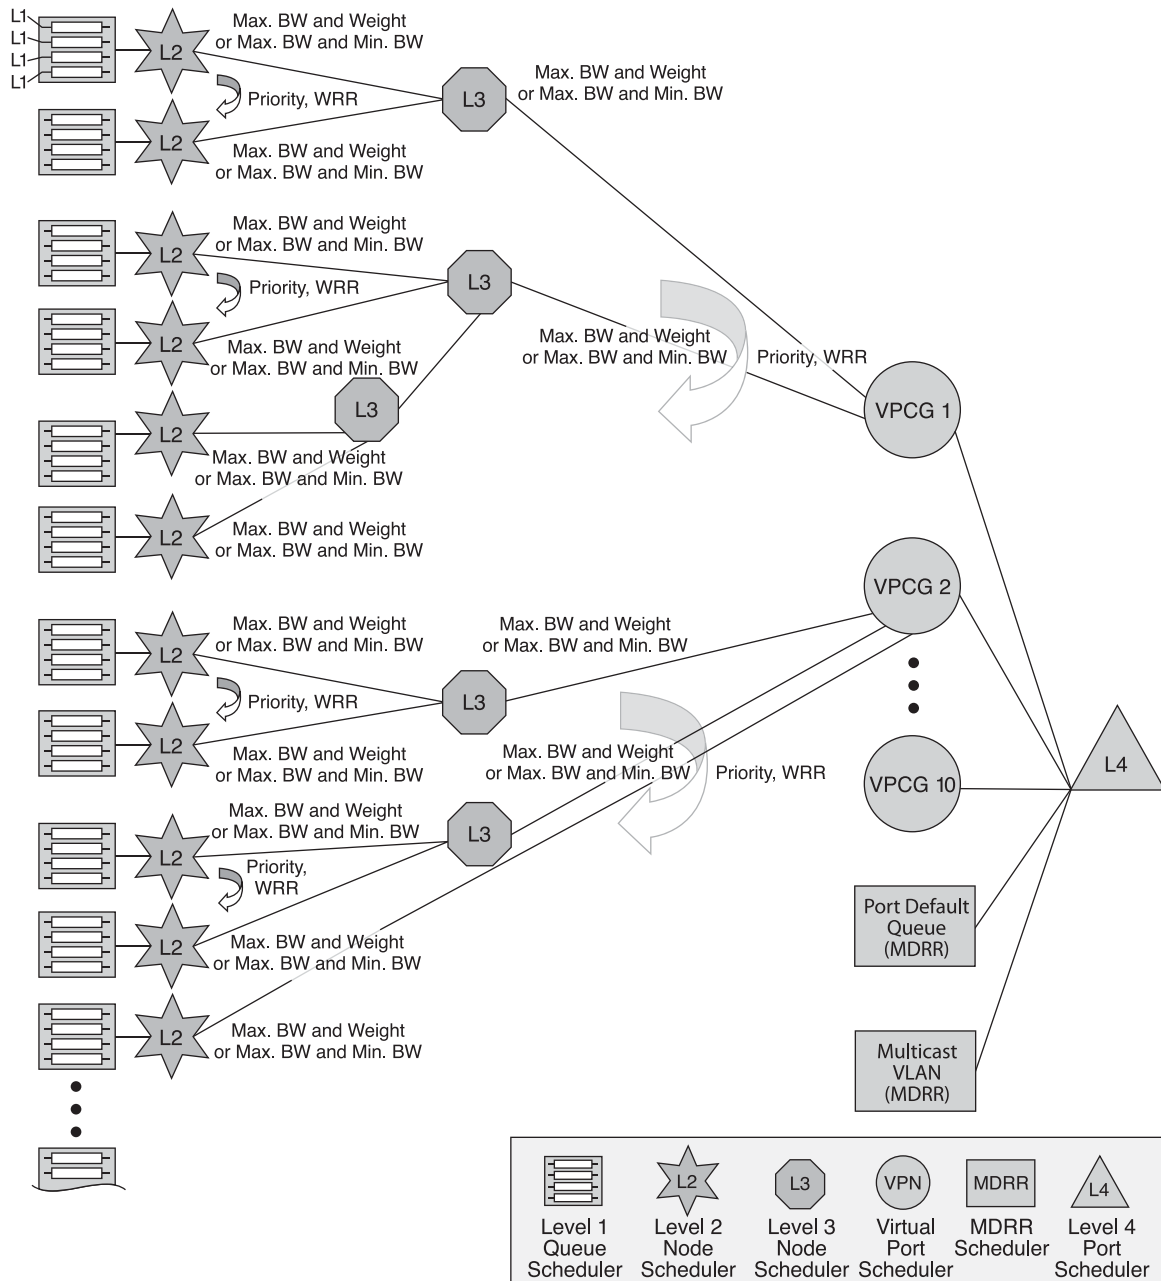 L1
L1
L1
L1
L2
Max. BW and Weight
or Max. BW and Min. BW
Priority, WRR
L3
Max. BW and Weight
or Max. BW and Min. BW
L2
Max. BW and Weight
or Max. BW and Min. BW
L2
Max. BW and Weight
or Max. BW and Min. BW
Priority, WRR
L3
Max. BW and Weight
or Max. BW and Min. BW
Priority, WRR
L2
Max. BW and Weight
or Max. BW and Min. BW
L3
VPCG 1
L2
Max. BW and Weight
or Max. BW and Min. BW
L2
Max. BW and Weight
or Max. BW and Min. BW
VPCG 2
L2
Max. BW and Weight
or Max. BW and Min. BW
Max. BW and Weight
or Max. BW and Min. BW
Priority, WRR
L3
L2
Max. BW and Weight
or Max. BW and Min. BW
Max. BW and Weight
or Max. BW and Min. BW
Priority, WRR
VPCG 10
L4
L2
Max. BW and Weight
or Max. BW and Min. BW
L3
Priority,
WRR
L2
Max. BW and Weight
or Max. BW and Min. BW
Port Default
Queue
(MDRR)
L2
Max. BW and Weight
or Max. BW and Min. BW
Multicast
VLAN
(MDRR)
L2
L3
VPN
MDRR
L4
Level 1
Queue
Scheduler
Level 2
Node
Scheduler
Level 3
Node
Scheduler
Virtual
Port
Scheduler
MDRR
Scheduler
Level 4
Port
Scheduler